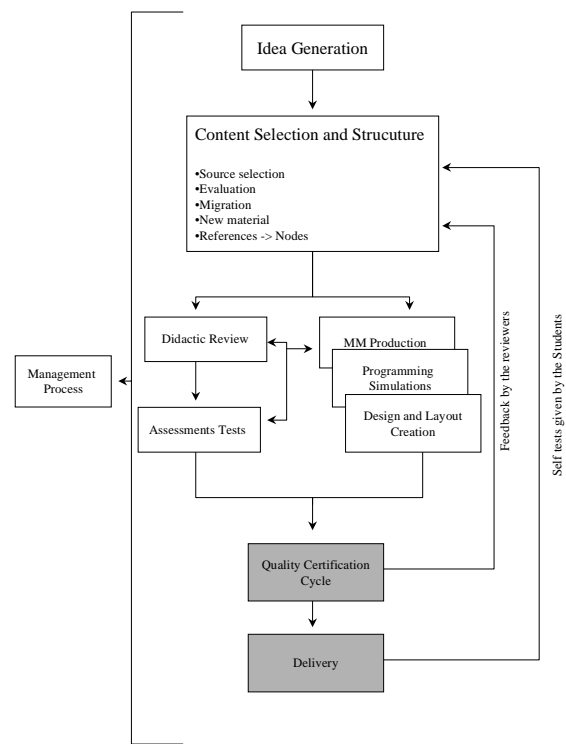 Idea Generation
Content Selection and Strucuture
•Source selection
•Evaluation
•Migration
•New material
•References -> Nodes
Didactic Review
MM Production
Programming
Simulations
Management
Process
Assessments Tests
Design and Layout
Creation
Feedback by the reviewers
Self tests given by the Students
Quality Certification
Cycle
Delivery